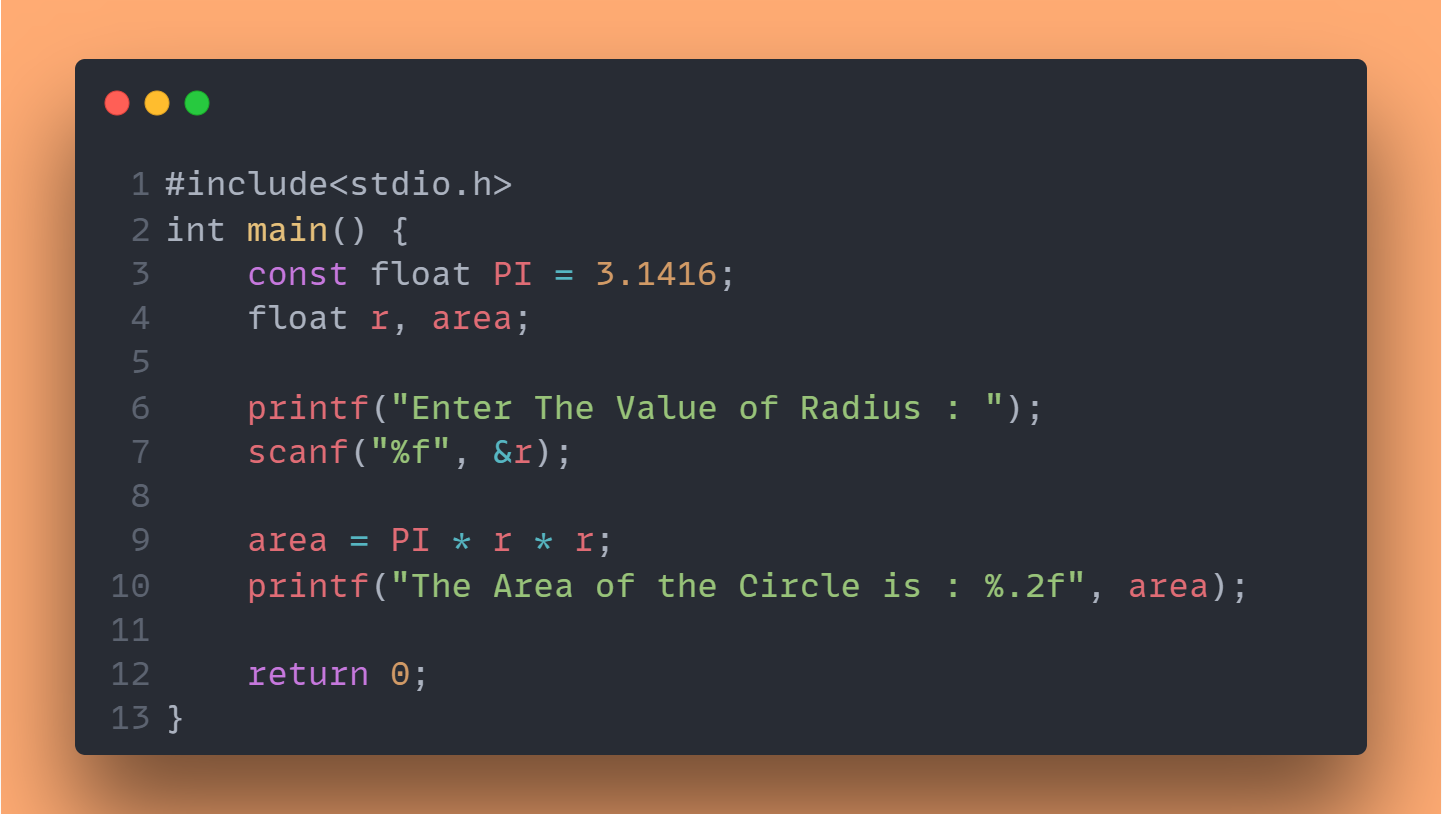 1 #include<stdio.h>
2 int main() {
3     const float PI = 3.1416;
4     float r, area;
5
6     printf("Enter The Value of Radius : ");
7     scanf("%f", &r);
8
9     area = PI * r * r;
10     printf("The Area of the Circle is : %.2f", area);
11
12     return 0;
13 }